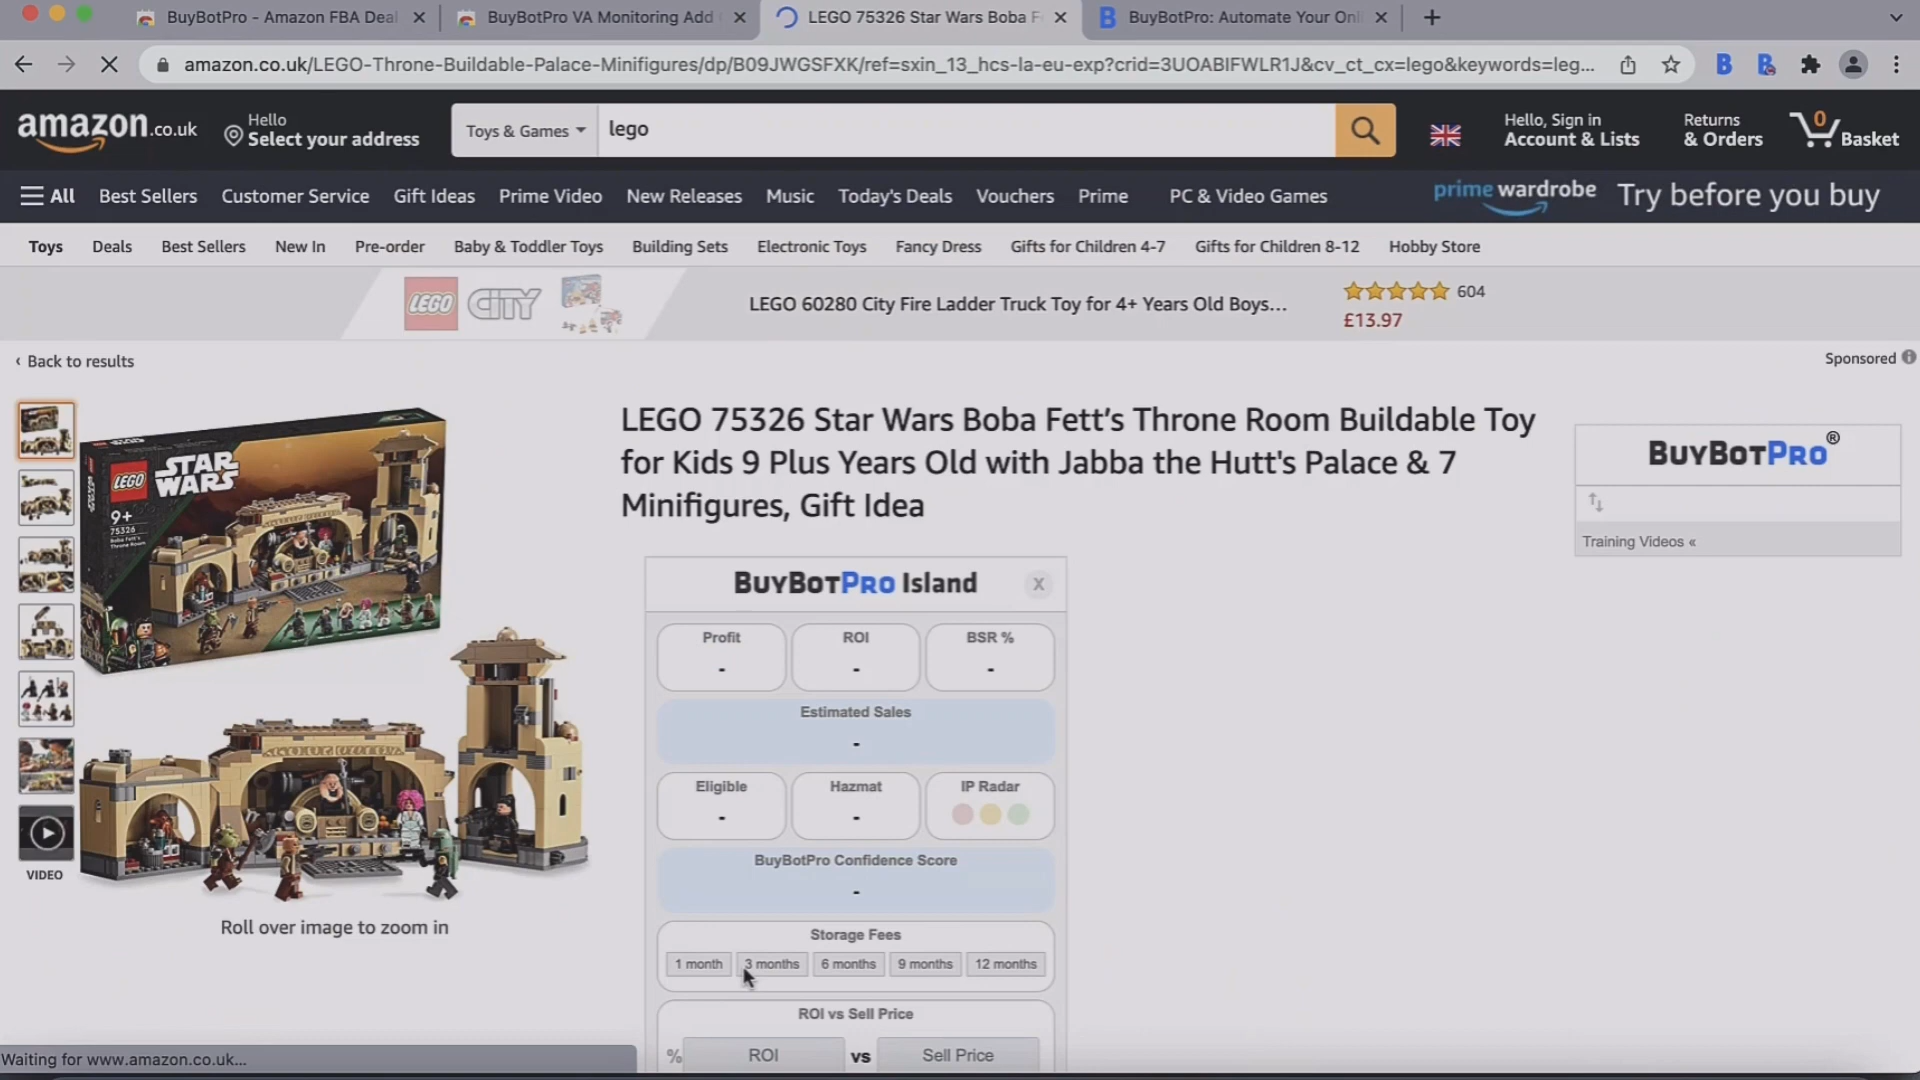 BuyBotPro - Amazon FBA Deal
BuyBotPro VA Monitoring Add
LEGO 75326 Star Wars Boba F
BuyBotPro: Automate Your Onl
amazon.co.uk/LEGO-Throne-Buildable-Palace-Minifigures/dp/B09JWGSFXK/ref=sxin_13_hcs-la-eu-exp?crid=3UOABIFWLR1J&cv_ct_cx=lego&keywords=leg...
amazon.co.uk
Hello
Select your address
Toys & Games
lego
Hello, Sign in
Account & Lists
Returns
& Orders
0
Basket
All
Best Sellers
Customer Service
Gift Ideas
Prime Video
New Releases
Music
Today's Deals
Vouchers
Prime
PC & Video Games
prime wardrobe
Try before you buy
Toys
Deals
Best Sellers
New In
Pre-order
Baby & Toddler Toys
Building Sets
Electronic Toys
Fancy Dress
Gifts for Children 4-7
Gifts for Children 8-12
Hobby Store
LEGO CITY
LEGO 60280 City Fire Ladder Truck Toy for 4+ Years Old Boys...
604
£13.97
‹ Back to results
Sponsored
LEGO
STAR
WARS
9+
75326
Boba Fett's
Throne Room
VIDEO
Roll over image to zoom in
LEGO 75326 Star Wars Boba Fett's Throne Room Buildable Toy
for Kids 9 Plus Years Old with Jabba the Hutt's Palace & 7
Minifigures, Gift Idea
BuyBotPro®
Training Videos «
BuyBotPro Island
X
Profit
-
ROI
-
BSR %
-
Estimated Sales
-
Eligible
-
Hazmat
-
IP Radar
BuyBotPro Confidence Score
-
Storage Fees
1 month
3 months
6 months
9 months
12 months
ROI vs Sell Price
% ROI vs Sell Price
Waiting for www.amazon.co.uk...